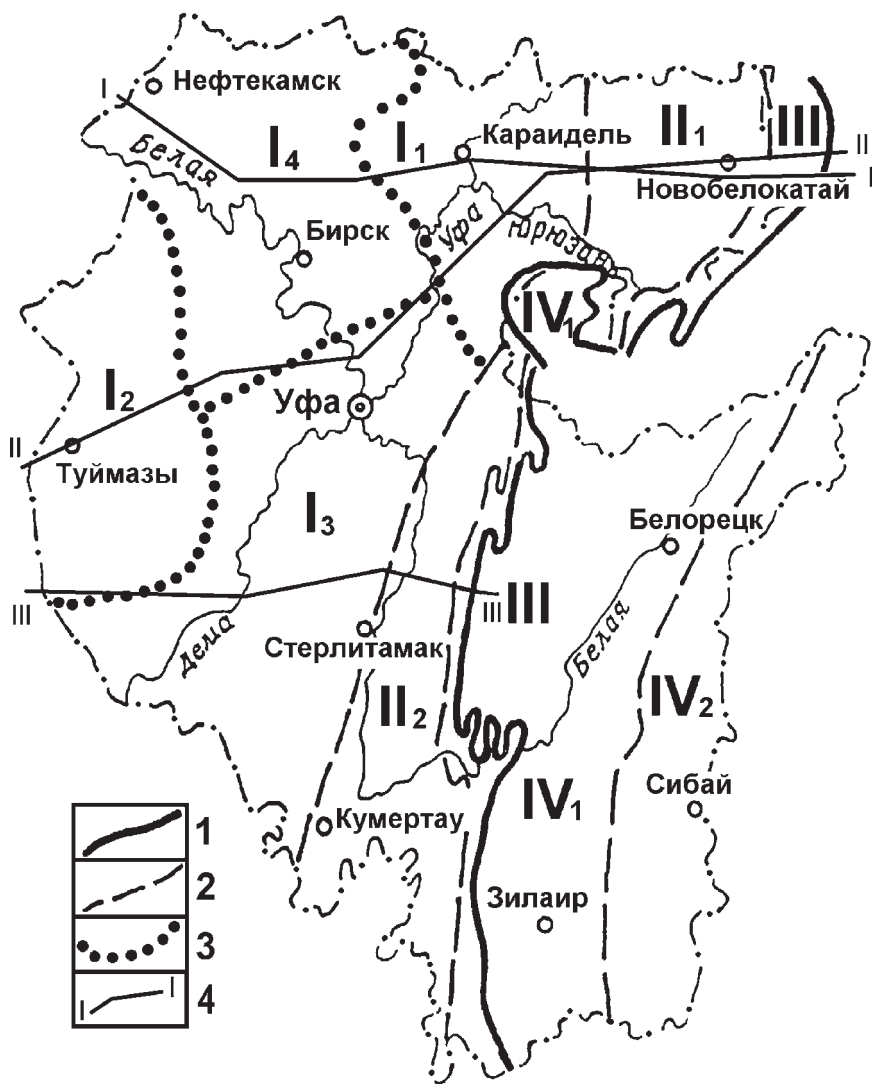 Нефтекамск
I
Караидель
I₄
I₁
II₁
III
II
Белая
Новобелокатай
I
Уфа
Юрюзань
Бирск
IV₁
I₂
Уфа
II
Туймазы
I₃
Белорецк
III
III
III
Дема
Стерлитамак
Белая
II₂
IV₂
Сибай
IV₁
Кумертау
Зилаир
1
2
3
I I
4